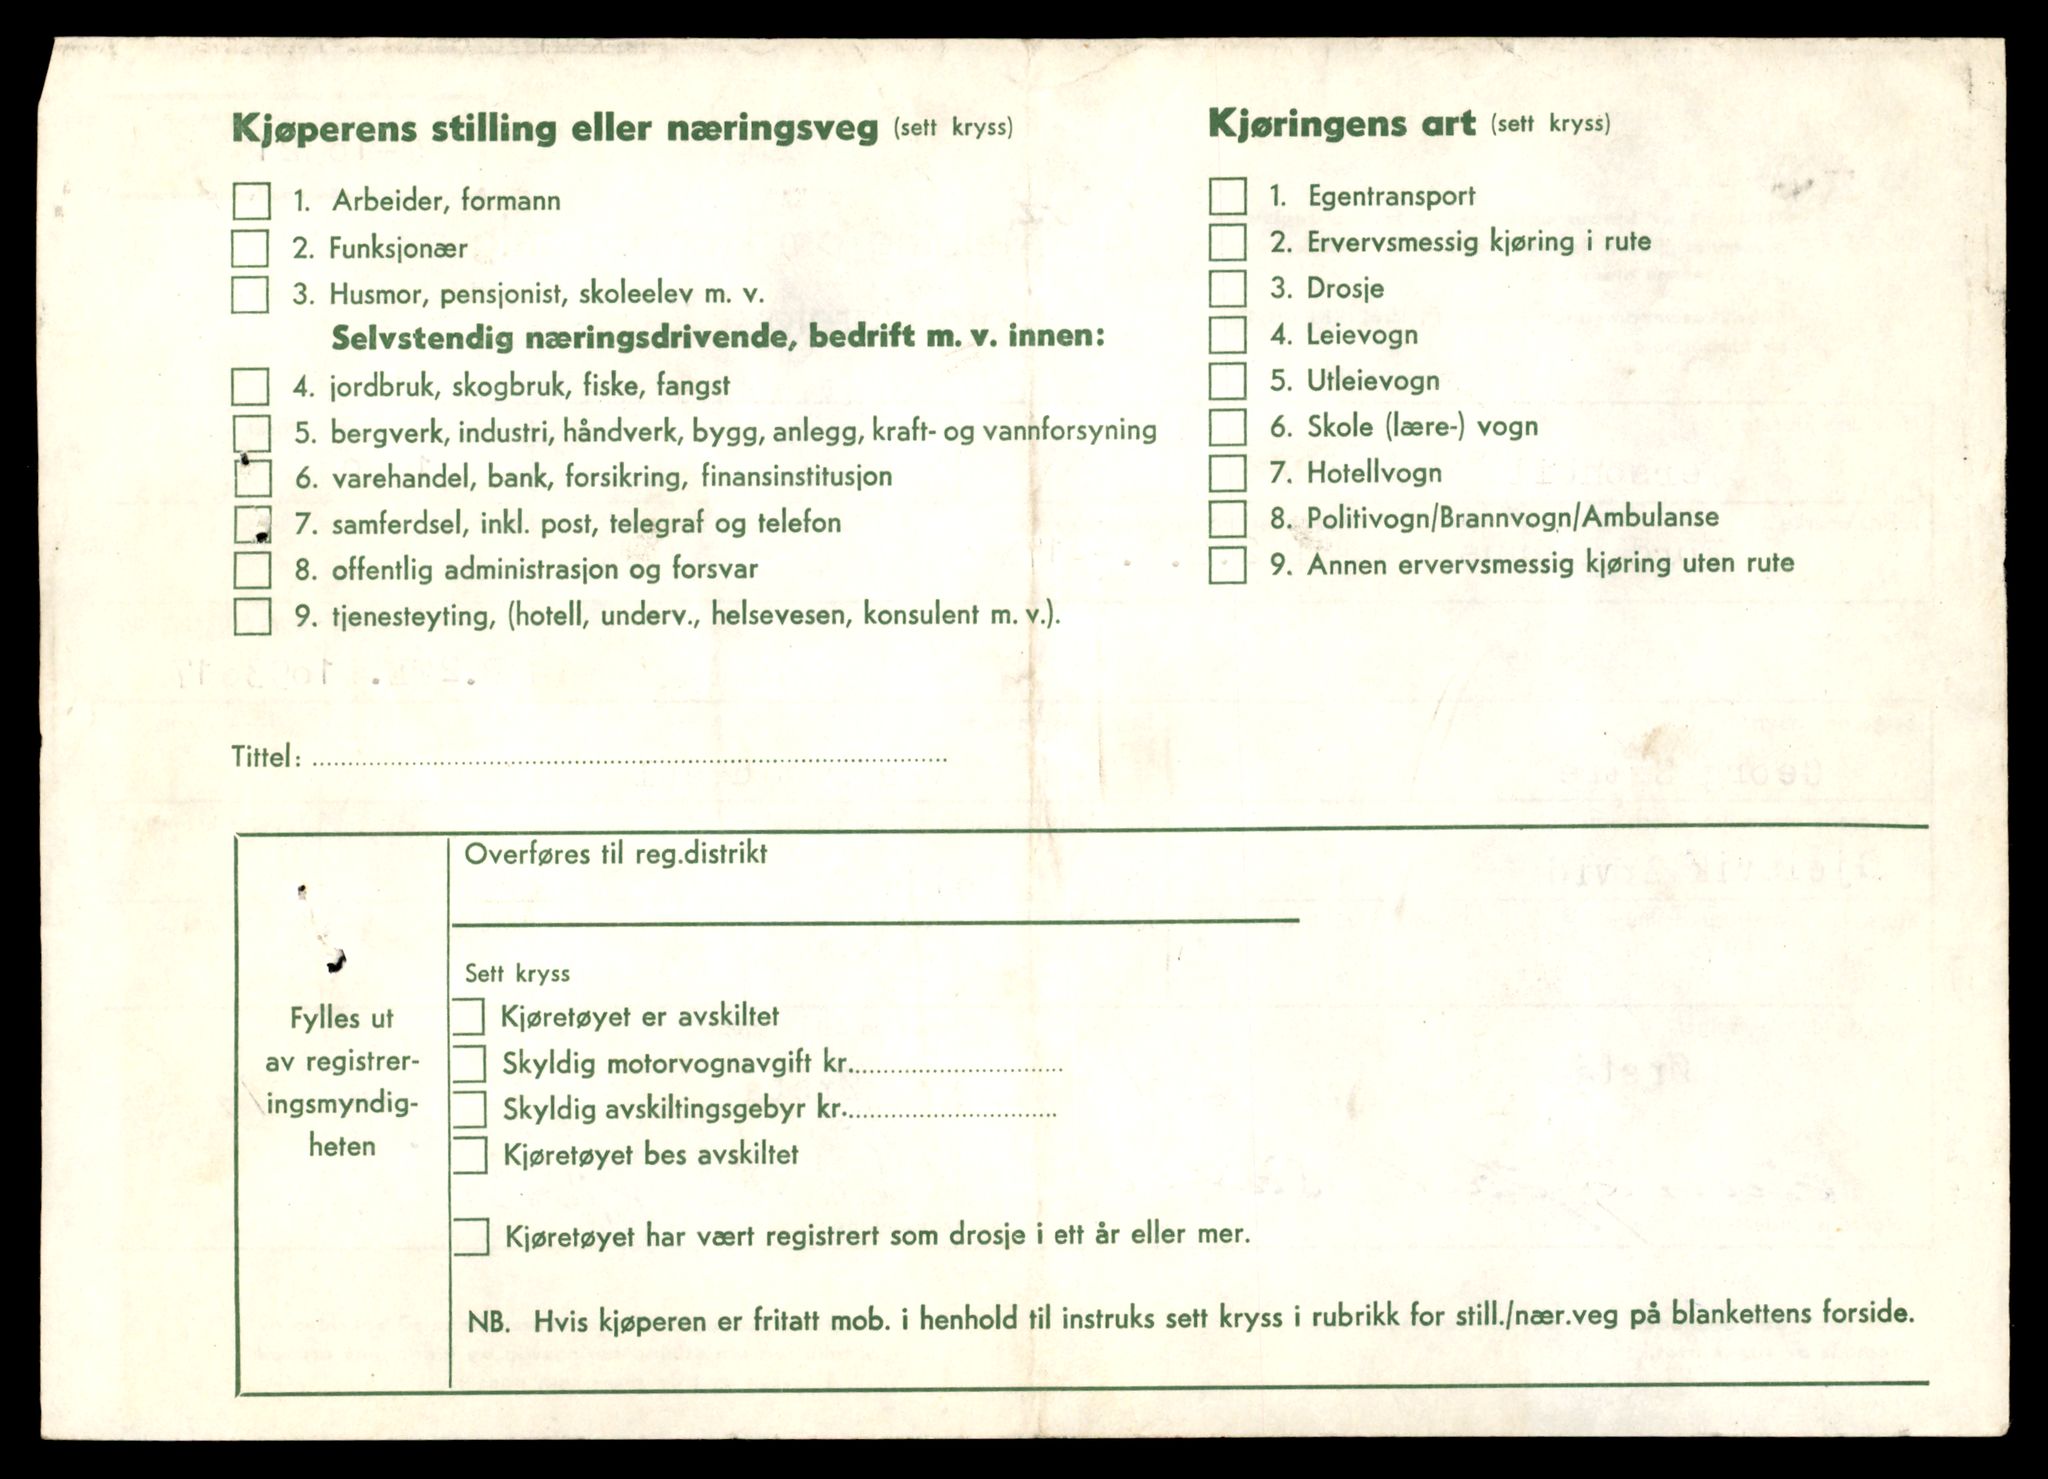 Kjøperens stilling eller næringsveg (sett kryss)
1. Arbeider, formann
2. Funksjonær
3. Husmor, pensjonist, skoleelev m. v.
Selvstendig næringsdrivende, bedrift m. v. innen:
4. jordbruk, skogbruk, fiske, fangst
5. bergverk, industri, håndverk, bygg, anlegg, kraft- og vannforsyning
6. varehandel, bank, forsikring, finansinstitusjon
7. samferdsel, inkl. post, telegraf og telefon
8. offentlig administrasjon og forsvar
9. tjenesteyting, (hotell, underv., helsevesen, konsulent m. v.).
Tittel:
Kjøringens art (sett kryss)
1. Egentransport
2. Ervervsmessig kjøring i rute
3. Drosje
4. Leievogn
5. Utleievogn
6. Skole (lære-) vogn
7. Hotellvogn
8. Politivogn/Brannvogn/Ambulanse
9. Annen ervervsmessig kjøring uten rute
Fylles ut
av registrer-
ingsmyndig-
heten
Overføres til reg.distrikt
Sett kryss
Kjøretøyet er avskiltet
Skyldig motorvognavgift kr.
Skyldig avskiltingsgebyr kr.
Kjøretøyet bes avskiltet
Kjøretøyet har vært registrert som drosje i ett år eller mer.
NB. Hvis kjøperen er fritatt mob. i henhold til instruks sett kryss i rubrikk for still./nær.veg på blankettens forside.